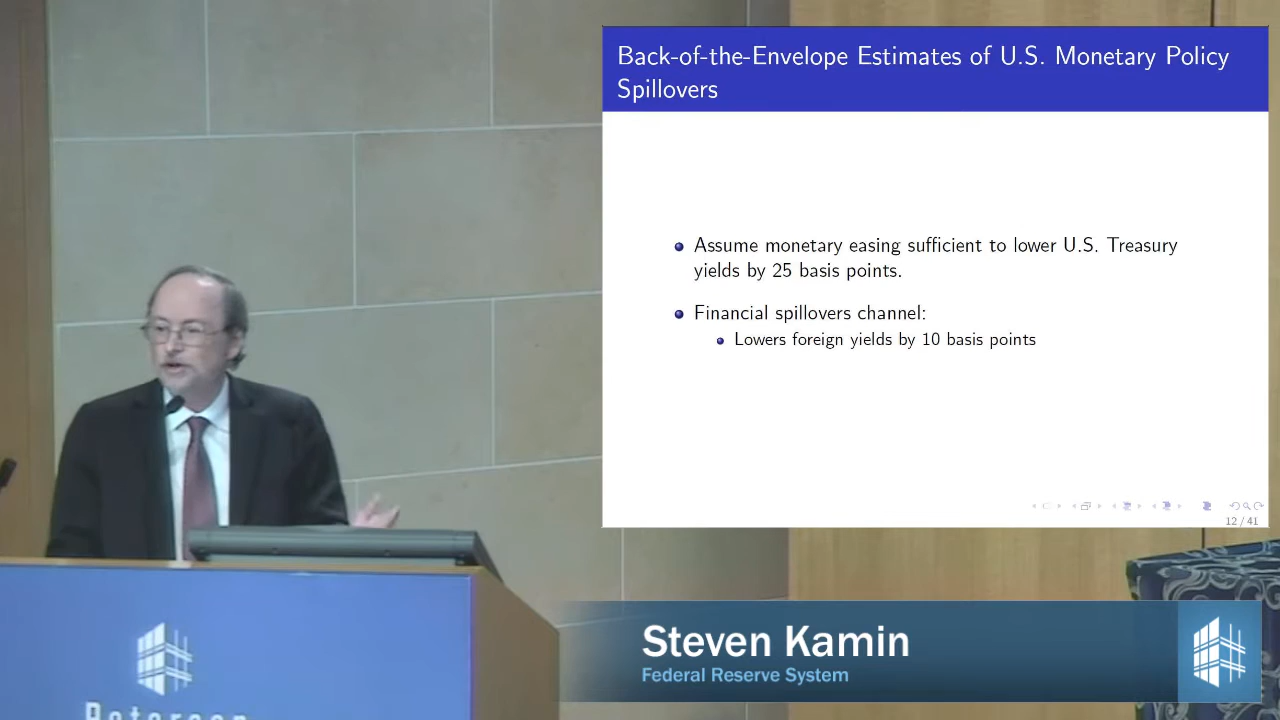 Back-of-the-Envelope Estimates of U.S. Monetary Policy
Spillovers
Assume monetary easing sufficient to lower U.S. Treasury
yields by 25 basis points.
Financial spillovers channel:
Lowers foreign yields by 10 basis points
12 / 41
Steven Kamin
Federal Reserve System
Peterson